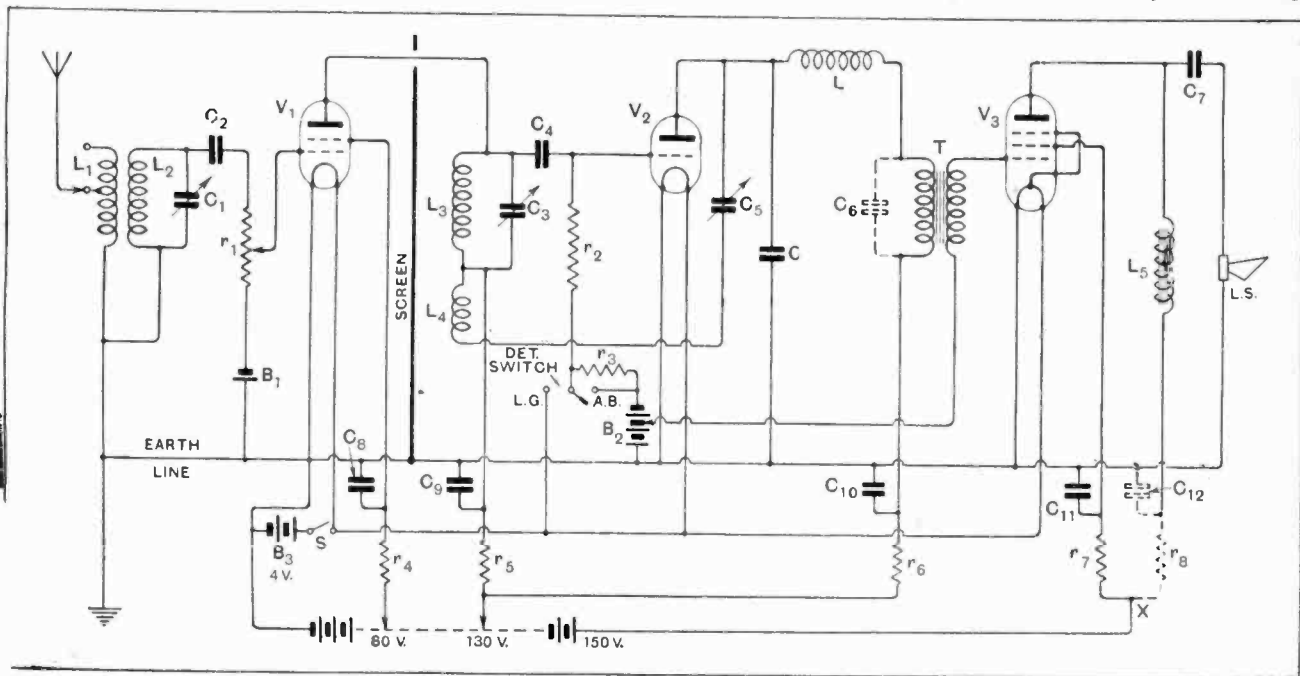 V1
C2
L1
L2
C1
r1
B1
SCREEN
C4
L3
C3
L4
r2
V2
C5
C
L
C6
T
V3
C7
L5
L.S.
DET.
SWITCH
r3
L.G.
A.B.
B2
EARTH
LINE
C8
C9
C10
C11
C12
B3
4 V.
S
r4
r5
r6
r7
r8
X
80 V.
130 V.
150 V.